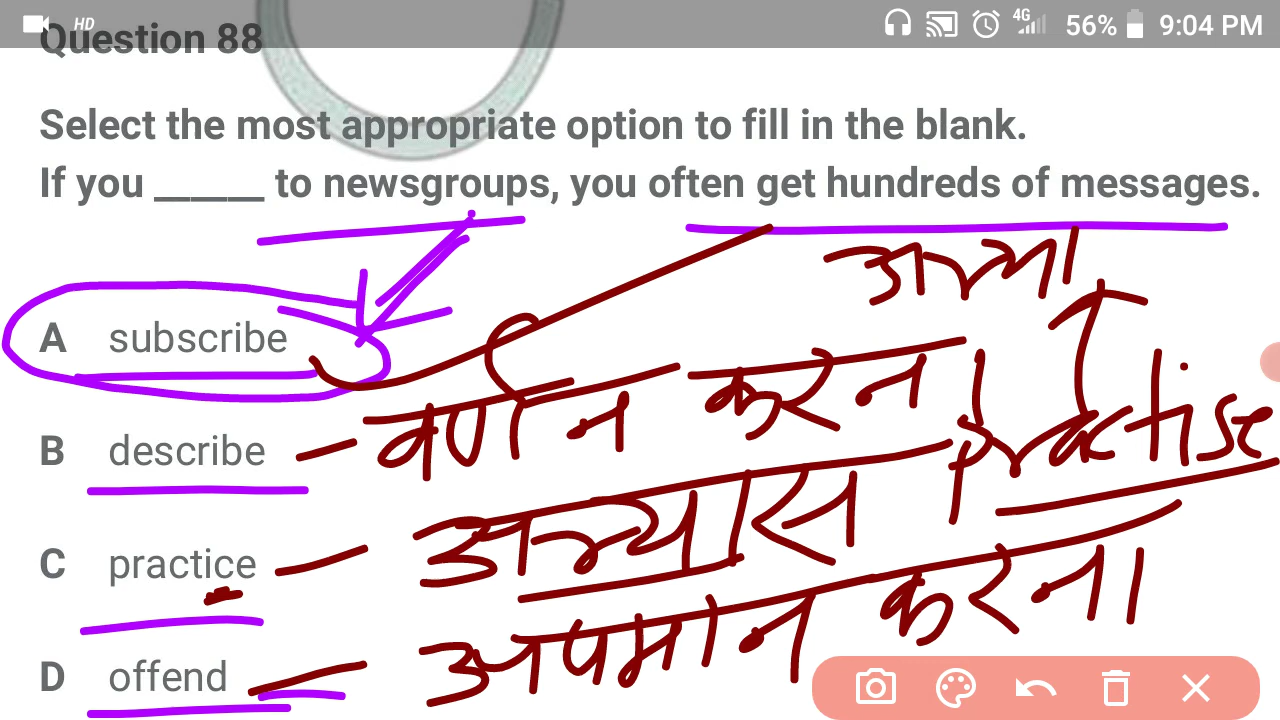 HD 4G 56% 9:04 PM
Question 88
Select the most appropriate option to fill in the blank.
If you ______ to newsgroups, you often get hundreds of messages.
A subscribe
B describe – वर्णन करना
practise
C practice – अभ्यास
D offend – अपमान करना